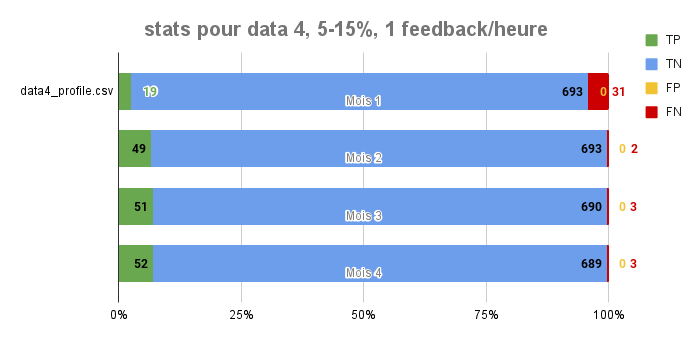 stats pour data 4, 5-15%, 1 feedback/heure
TP
TN
FP
FN
data4_profile.csv
19
693
0
31
Mois 1
49
693
0
2
Mois 2
51
690
0
3
Mois 3
52
689
0
3
Mois 4
0%
25%
50%
75%
100%